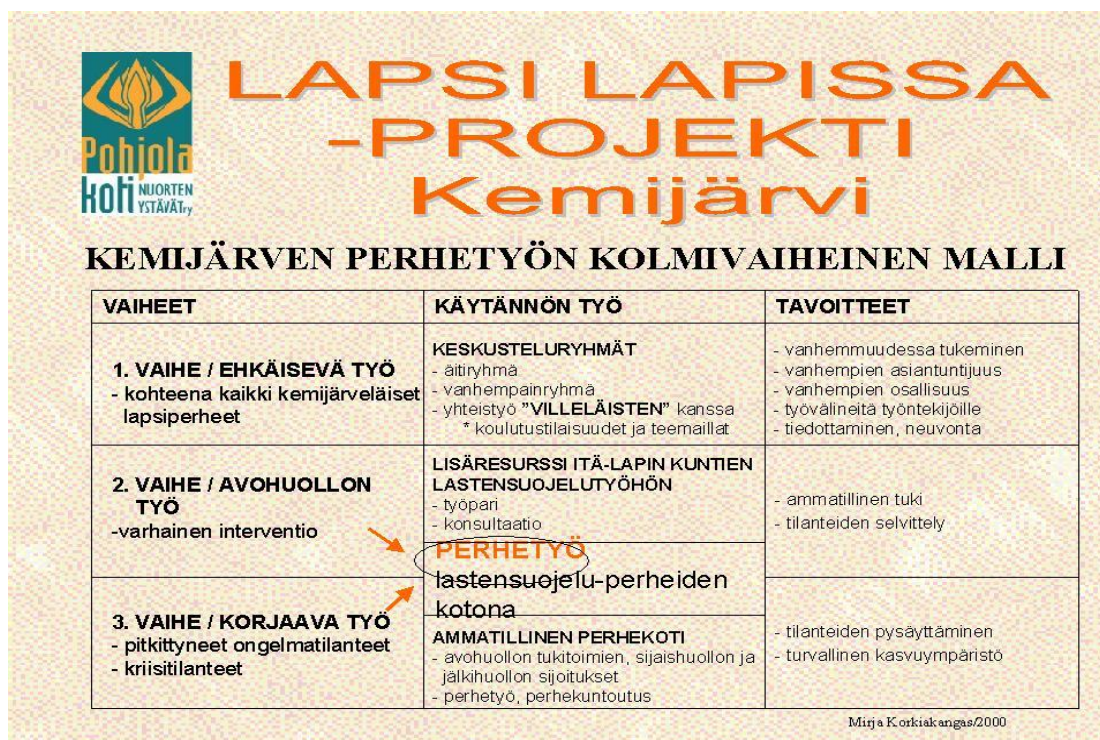 Pohjola
koti NUORTEN
YSTÄVÄTry
LAPSI LAPISSA
-PROJEKTI
Kemijärvi
KEMIJÄRVEN PERHETYÖN KOLMIVAIHEINEN MALLI
VAIHEET
KÄYTÄNNÖN TYÖ
TAVOITTEET
1. VAIHE / EHKÄISEVÄ TYÖ
- kohteena kaikki kemijärveläiset
lapsiperheet
KESKUSTELURYHMÄT
- äitiryhmä
- vanhempainryhmä
- yhteistyö "VILLELÄISTEN" kanssa
* koulutustilaisuudet ja teemaillat
- vanhemmuudessa tukeminen
- vanhempien asiantuntijuus
- vanhempien osallisuus
- työvälineitä työntekijöille
- tiedottaminen, neuvonta
2. VAIHE / AVOHUOLLON
TYÖ
-varhainen interventio
LISÄRESURSSI ITÄ-LAPIN KUNTIEN
LASTENSUOJELUTYÖHÖN
- työpari
- konsultaatio
- ammatillinen tuki
- tilanteiden selvittely
PERHETYÖ
lastensuojelu-perheiden
kotona
3. VAIHE / KORJAAVA TYÖ
- pitkittyneet ongelmatilanteet
- kriisitilanteet
AMMATILLINEN PERHEKOTI
- avohuollon tukitoimien, sijaishuollon ja
jälkihuollon sijoitukset
- perhetyö, perhekuntoutus
- tilanteiden pysäyttäminen
- turvallinen kasvuympäristö
Mirja Korkiakangas/2000